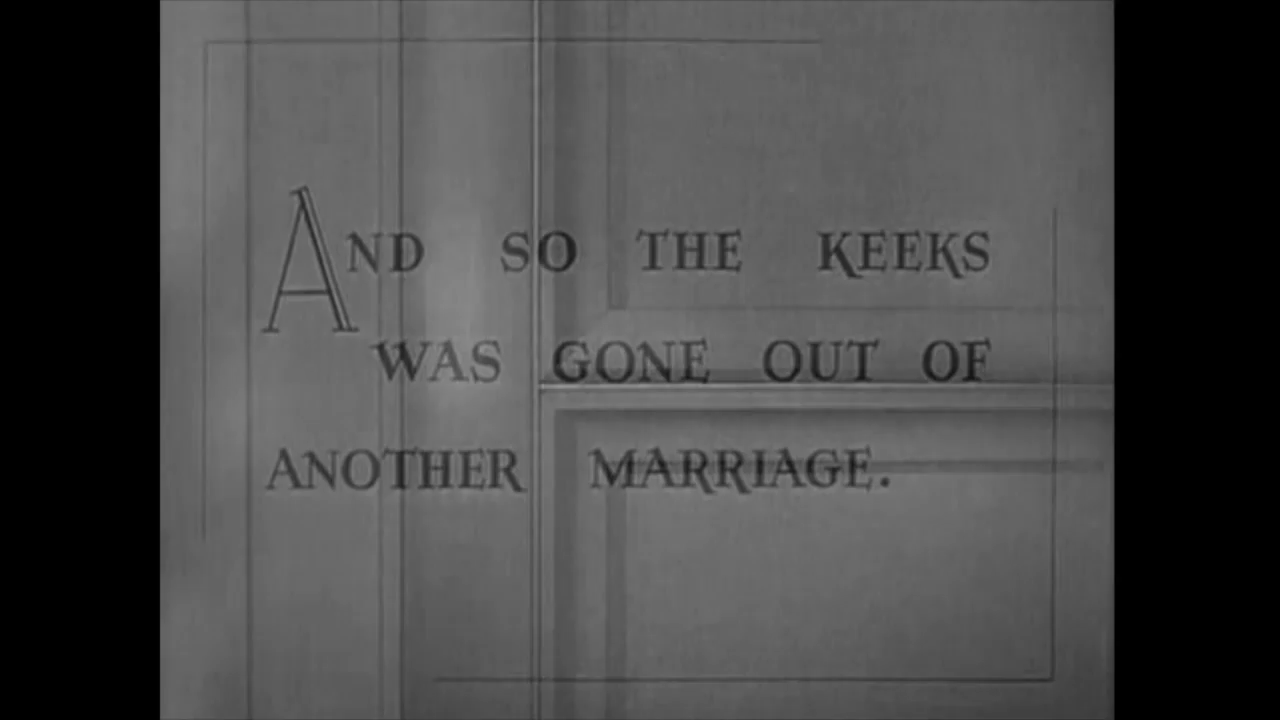 AND SO THE KEEKS
WAS GONE OUT OF
ANOTHER MARRIAGE.